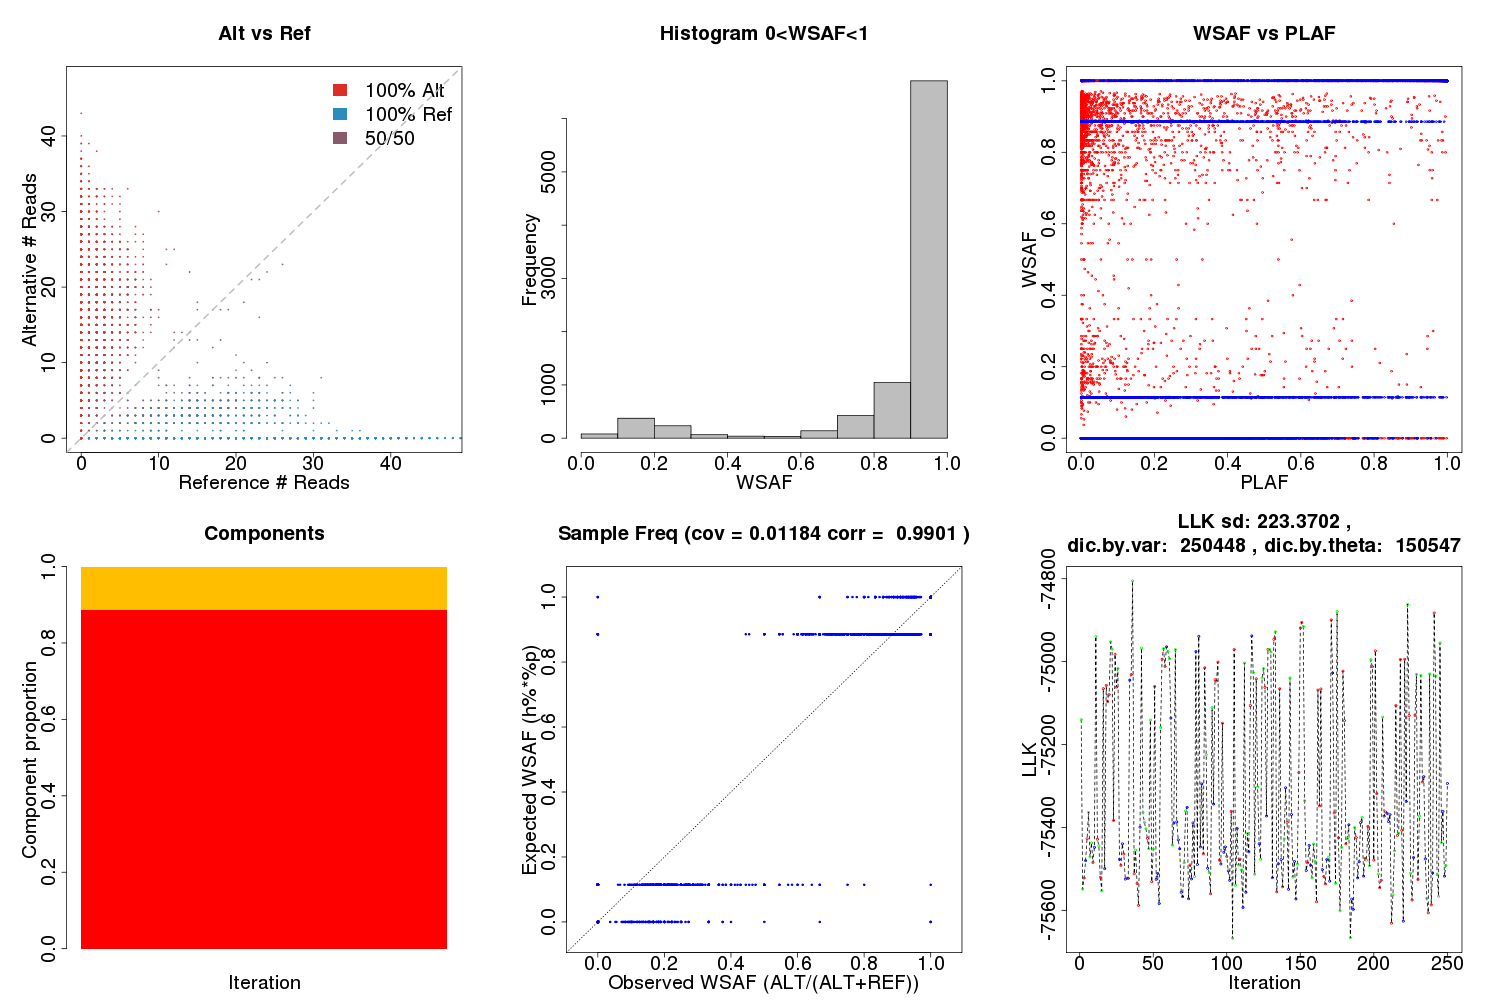 Alt vs Ref
100% Alt
100% Ref
50/50
Alternative # Reads
0
10
20
30
40
0
10
20
30
40
Reference # Reads
Histogram 0<WSAF<1
Frequency
0
1000
3000
5000
0.0
0.2
0.4
0.6
0.8
1.0
WSAF
WSAF vs PLAF
WSAF
0.0
0.2
0.4
0.6
0.8
1.0
0.0
0.2
0.4
0.6
0.8
1.0
PLAF
Components
Component proportion
0.0
0.2
0.4
0.6
0.8
1.0
Iteration
Sample Freq (cov = 0.01184 corr = 0.9901 )
Expected WSAF (h%*%p)
0.0
0.2
0.4
0.6
0.8
1.0
0.0
0.2
0.4
0.6
0.8
1.0
Observed WSAF (ALT/(ALT+REF))
LLK sd: 223.3702 ,
dic.by.var: 250448 , dic.by.theta: 150547
LLK
-75600
-75400
-75200
-75000
-74800
0
50
100
150
200
250
Iteration